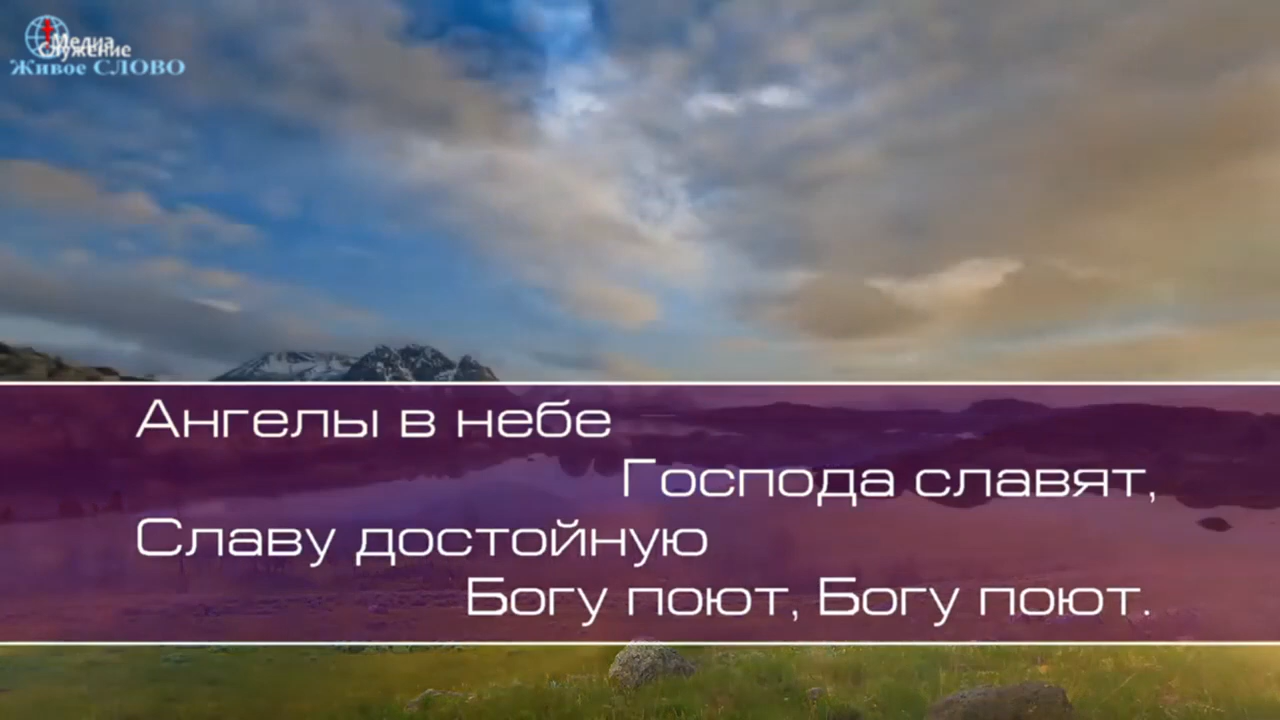 Медиа
Служение
Живое СЛОВО
Ангелы в небе
Господа славят,
Славу достойную
Богу поют, Богу поют.